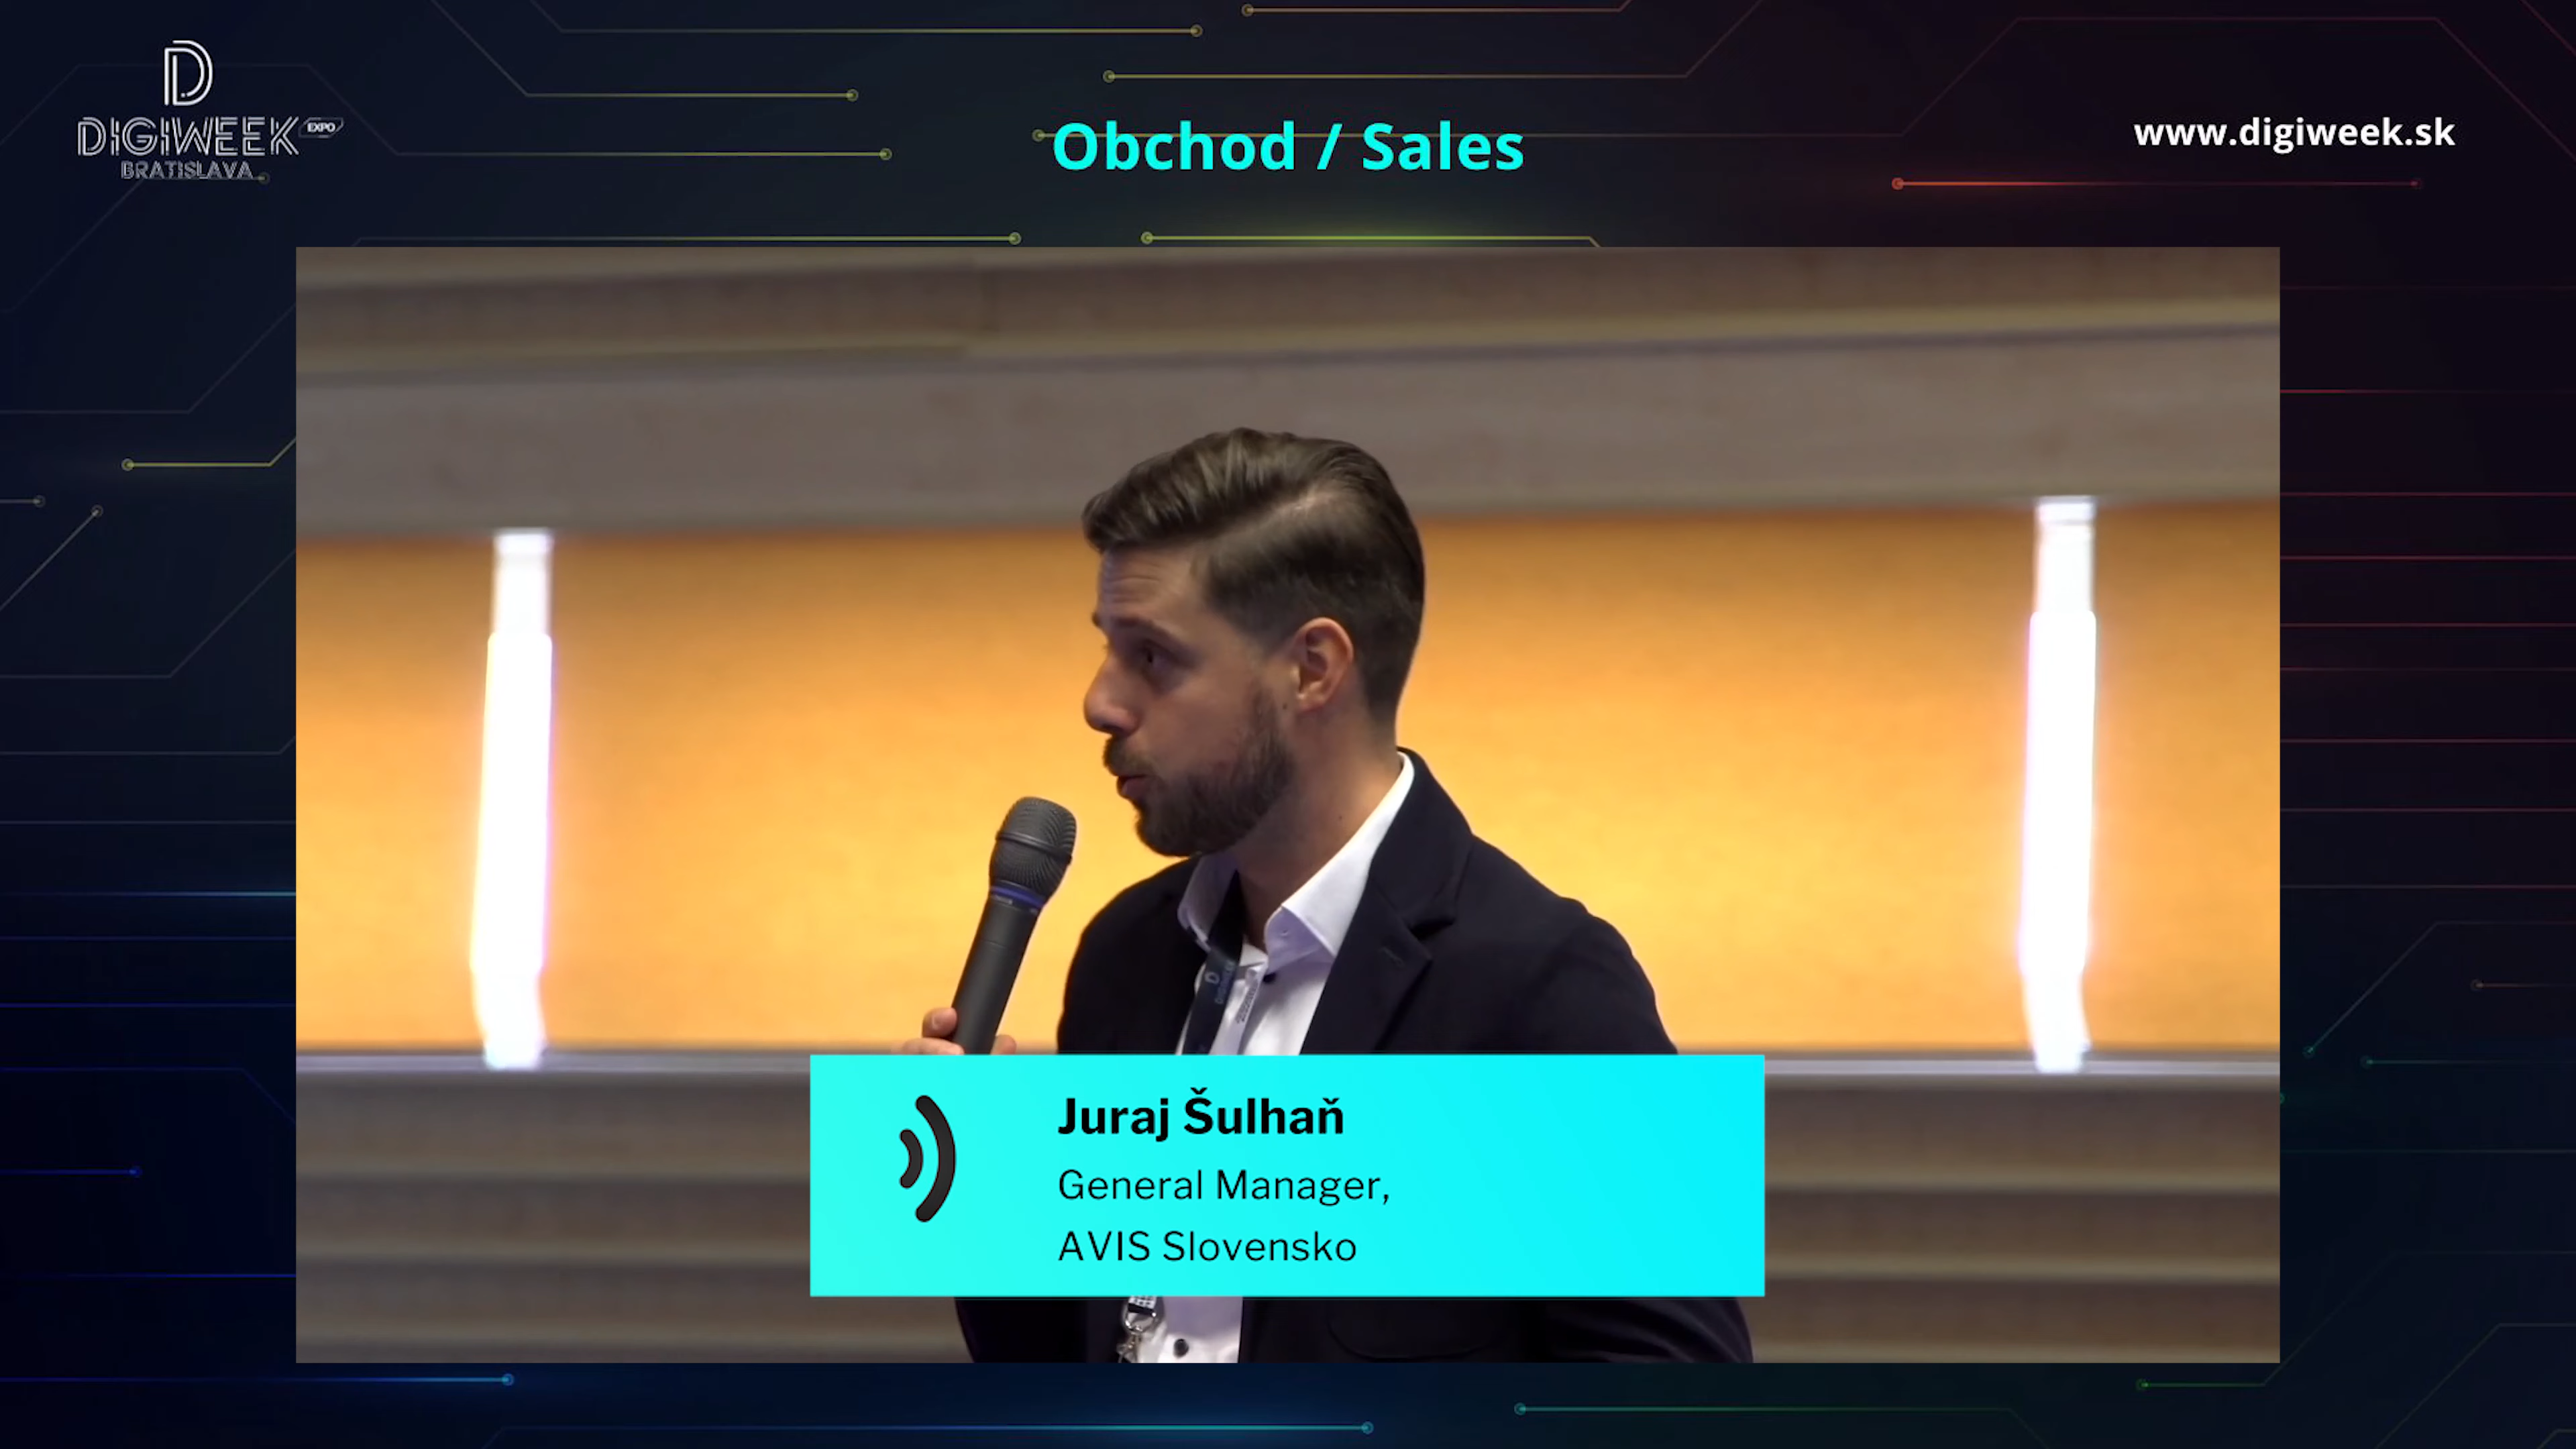 DIGIWEEK EXPO
BRATISLAVA
Obchod / Sales
www.digiweek.sk
Juraj Šulhaň
General Manager,
AVIS Slovensko